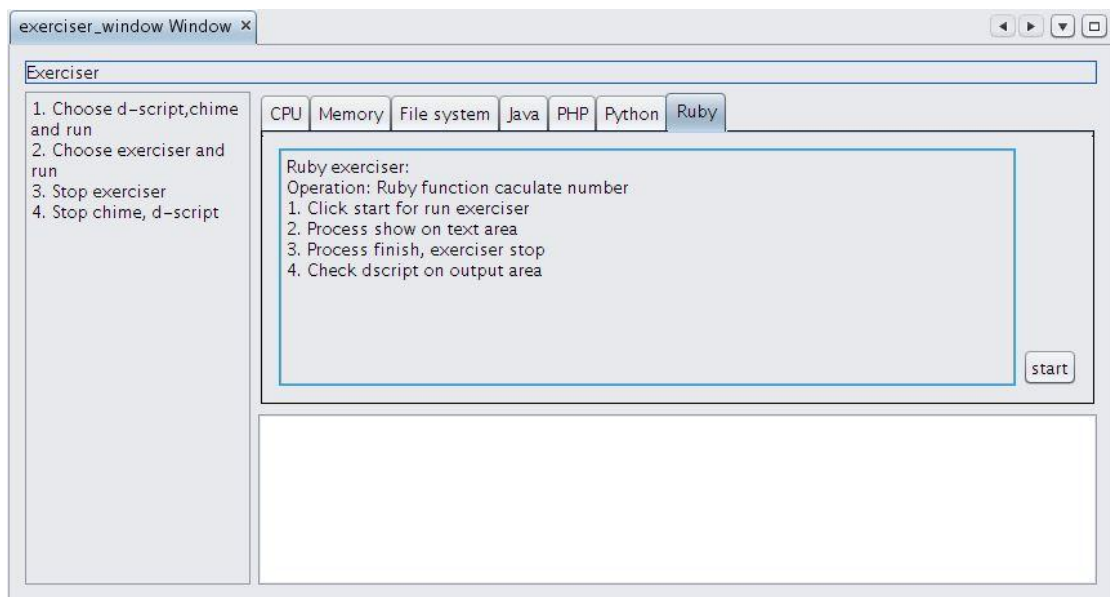 exerciser_window Window ×
Exerciser
1. Choose d-script,chime
and run
2. Choose exerciser and
run
3. Stop exerciser
4. Stop chime, d-script
CPU Memory File system Java PHP Python Ruby
Ruby exerciser:
Operation: Ruby function caculate number
1. Click start for run exerciser
2. Process show on text area
3. Process finish, exerciser stop
4. Check dscript on output area
start